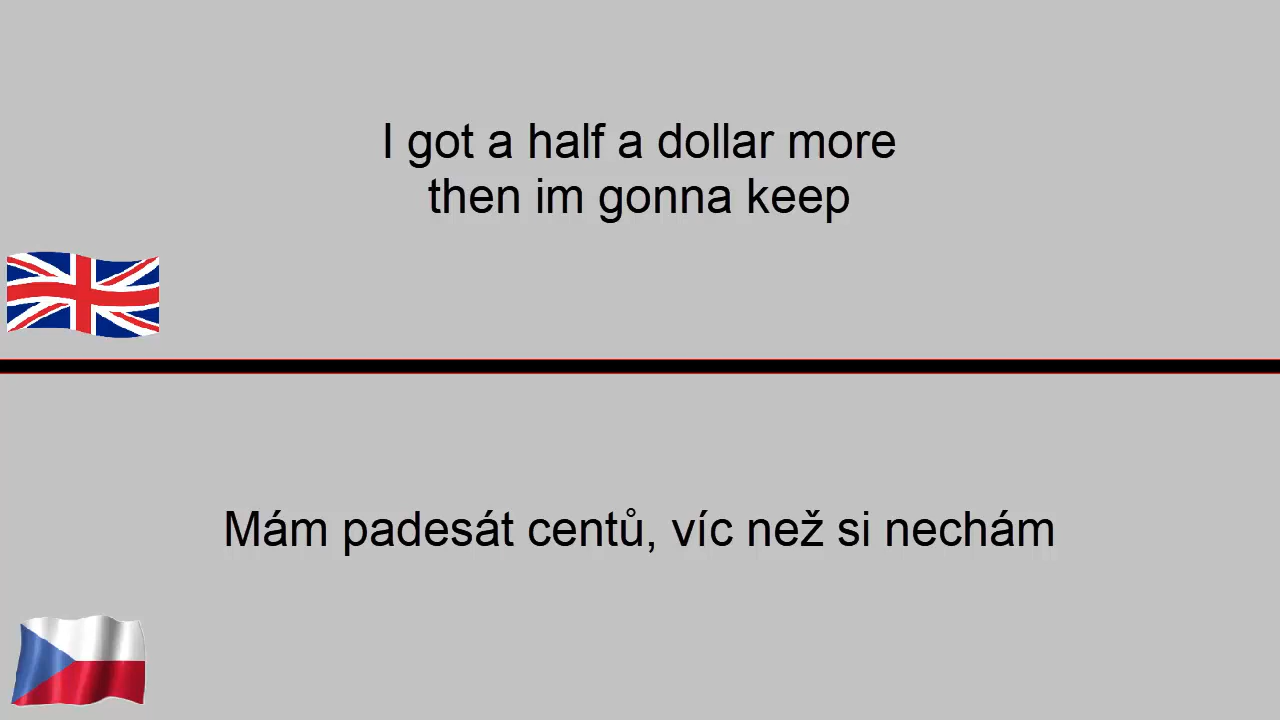 I got a half a dollar more
then im gonna keep
Mám padesát centů, víc než si nechám